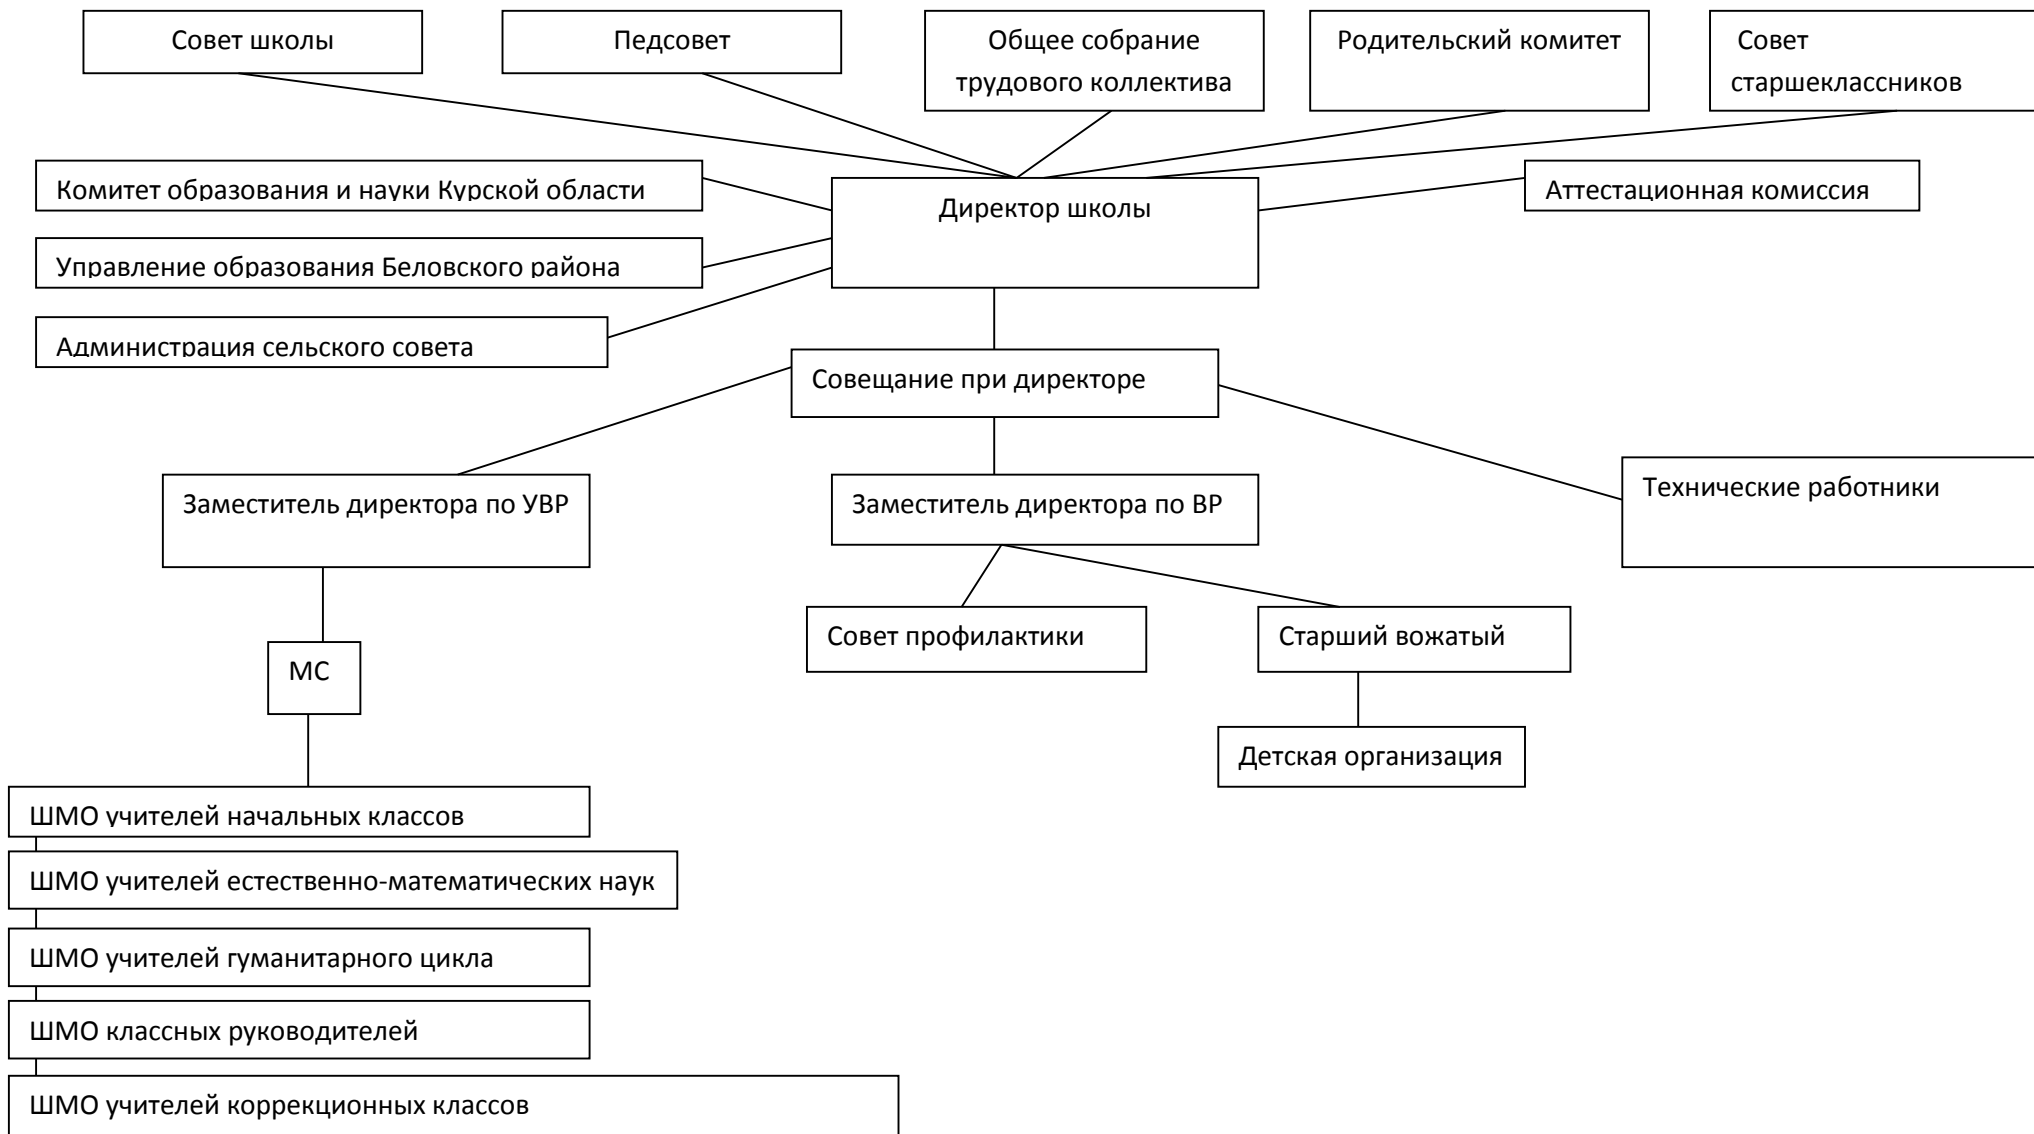 Совет школы
Педсовет
Общее собрание
трудового коллектива
Родительский комитет
Совет
старшеклассников
Комитет образования и науки Курской области
Директор школы
Аттестационная комиссия
Управление образования Беловского района
Администрация сельского совета
Совещание при директоре
Заместитель директора по УВР
Заместитель директора по ВР
Технические работники
Совет профилактики
Старший вожатый
МС
Детская организация
ШМО учителей начальных классов
ШМО учителей естественно-математических наук
ШМО учителей гуманитарного цикла
ШМО классных руководителей
ШМО учителей коррекционных классов